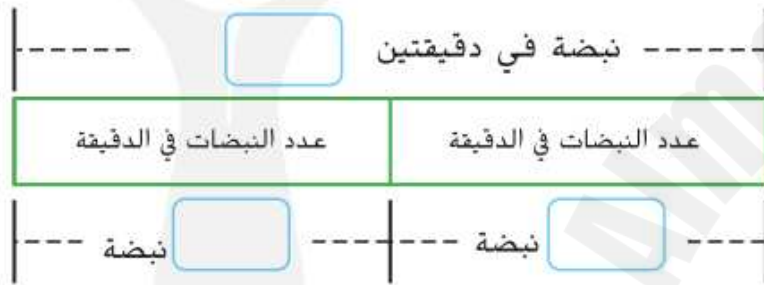 نبضة في دقيقتين
عدد النبضات في الدقيقة عدد النبضات في الدقيقة
نبضة نبضة